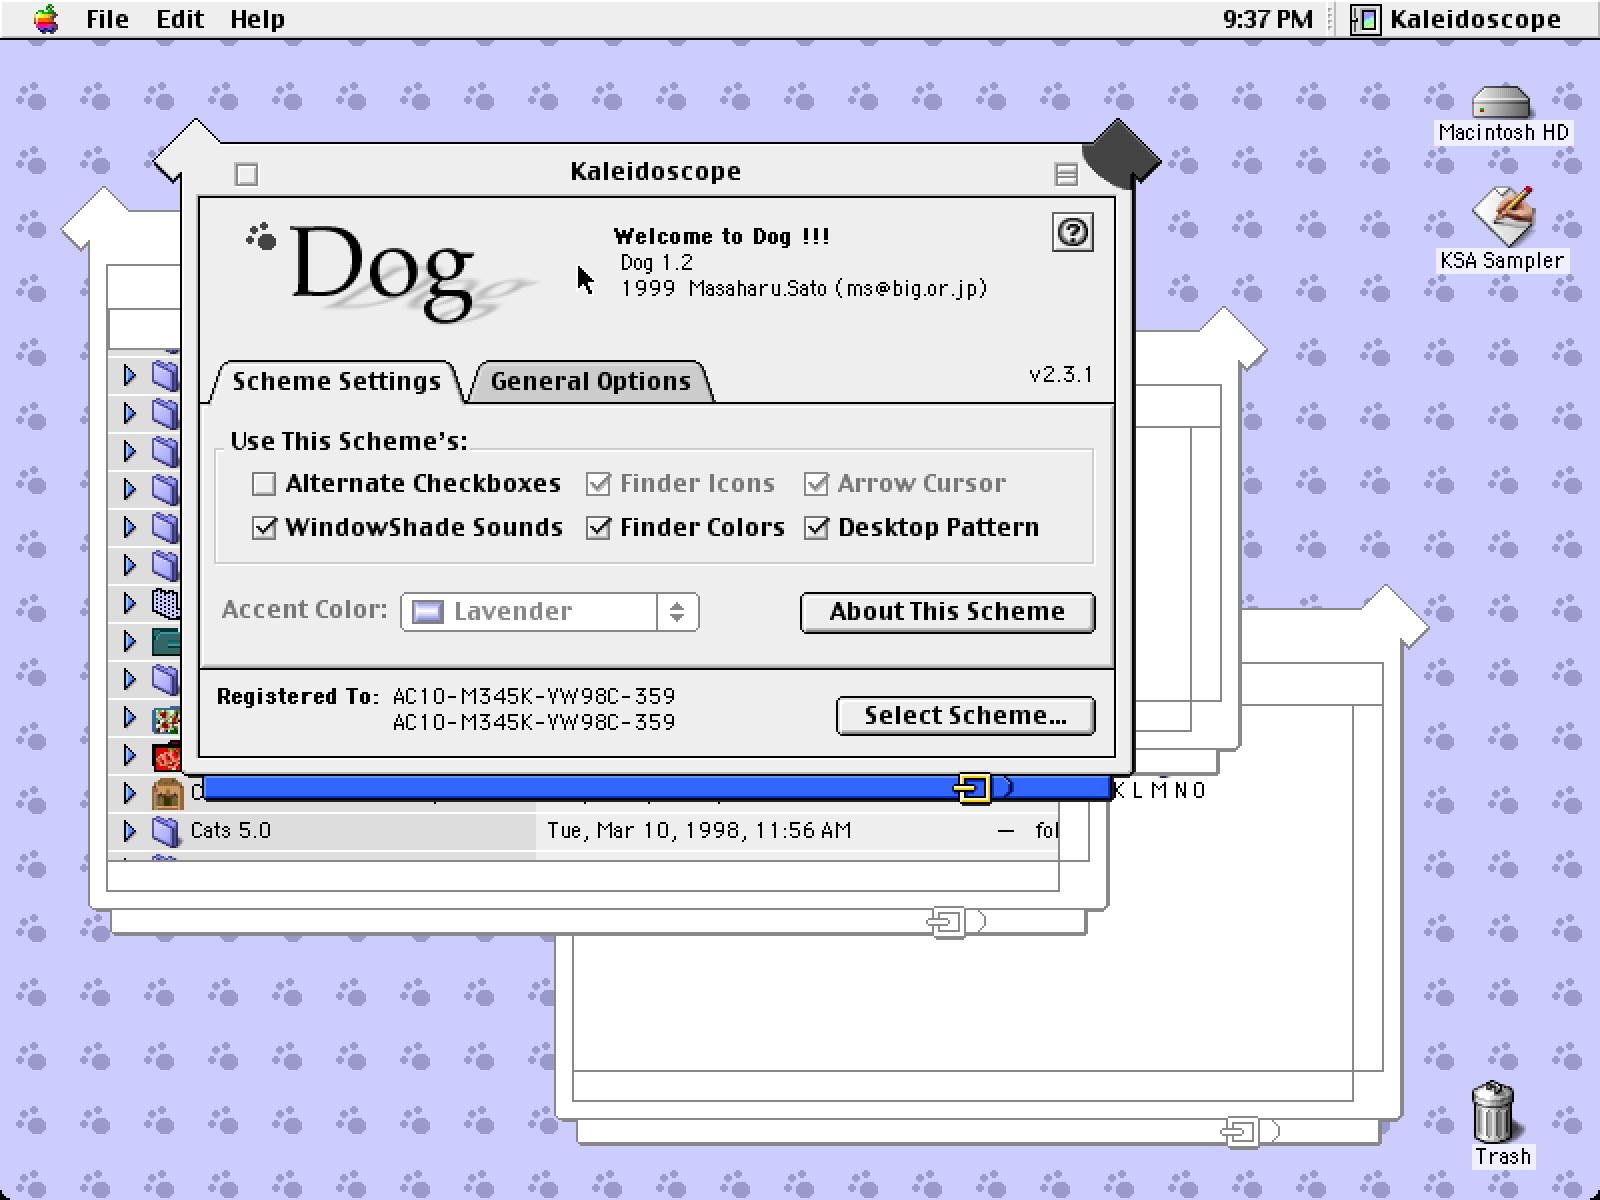 File Edit Help 9:37 PM Kaleidoscope
Macintosh HD
KSA Sampler
Kaleidoscope
Dog
Welcome to Dog !!!
Dog 1.2
1999 Masaharu.Sato (ms@big.or.jp)
Scheme Settings General Options v2.3.1
Use This Scheme's:
Alternate Checkboxes Finder Icons Arrow Cursor
WindowShade Sounds Finder Colors Desktop Pattern
Accent Color: Lavender About This Scheme
Registered To: AC10-M345K-VW98C-359
AC10-M345K-VW98C-359
Select Scheme...
K L M N O
Cats 5.0 Tue, Mar 10, 1998, 11:56 AM — fol
Trash